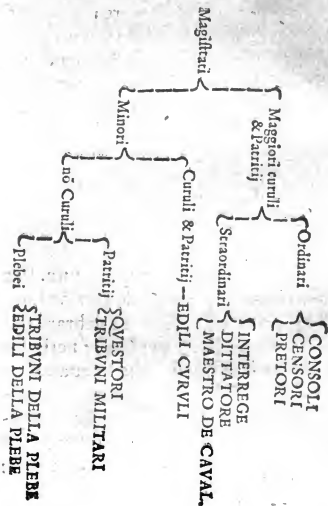 Magiſtrati
Maggiori curuli
& Patritij
Ordinari
CONSOLI
CENSORI
PRETORI
Straordinari
INTERREGE
DITTATORE
MAESTRO DE CAVAL.
Minori
Curuli & Patritij — EDILI CVRVLI
nō Curuli
Patritij
QVESTORI
TRIBVNI MILITARI
Plebei
TRIBVNI DELLA PLEBE
EDILI DELLA PLEBE